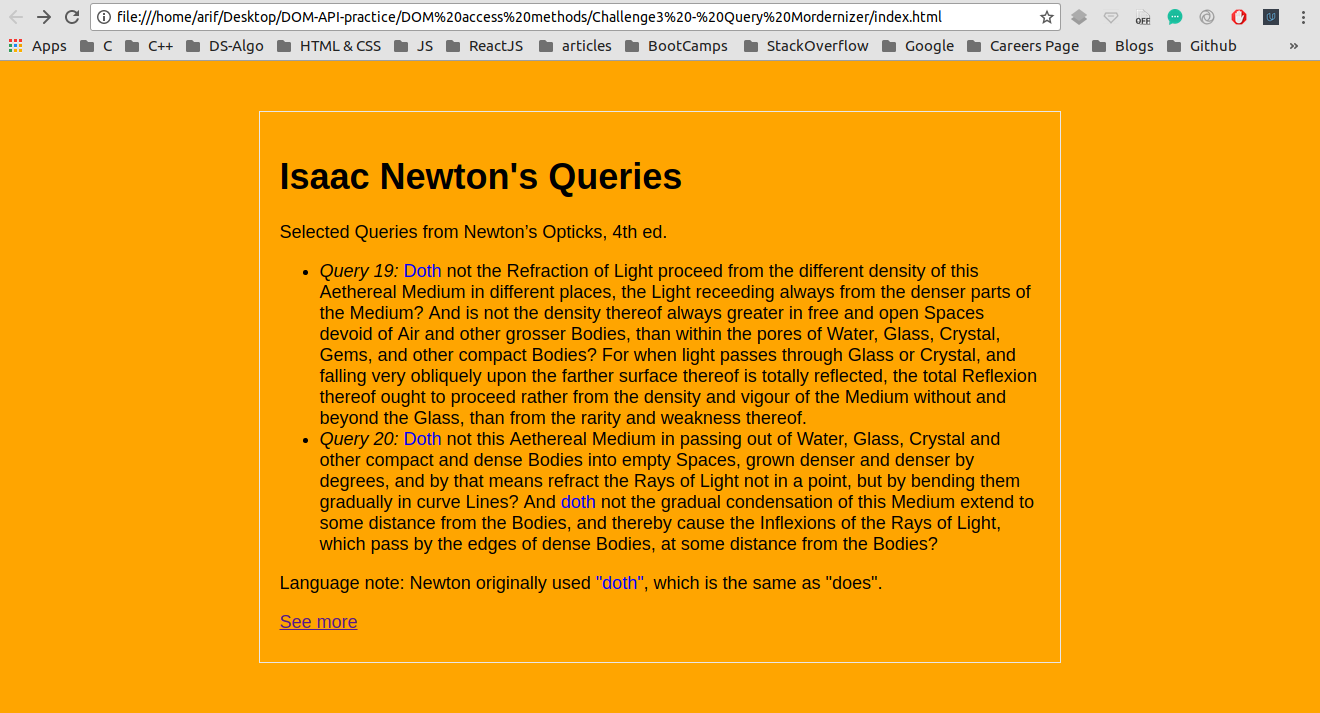 file:///home/arif/Desktop/DOM-API-practice/DOM%20access%20methods/Challenge3%20-%20Query%20Mordernizer/index.html
OFF
Apps C C++ DS-Algo HTML & CSS JS ReactJS articles BootCamps StackOverflow Google Careers Page Blogs Github »
Isaac Newton's Queries
Selected Queries from Newton’s Opticks, 4th ed.
• Query 19: Doth not the Refraction of Light proceed from the different density of this
Aethereal Medium in different places, the Light receeding always from the denser parts of
the Medium? And is not the density thereof always greater in free and open Spaces
devoid of Air and other grosser Bodies, than within the pores of Water, Glass, Crystal,
Gems, and other compact Bodies? For when light passes through Glass or Crystal, and
falling very obliquely upon the farther surface thereof is totally reflected, the total Reflexion
thereof ought to proceed rather from the density and vigour of the Medium without and
beyond the Glass, than from the rarity and weakness thereof.
• Query 20: Doth not this Aethereal Medium in passing out of Water, Glass, Crystal and
other compact and dense Bodies into empty Spaces, grown denser and denser by
degrees, and by that means refract the Rays of Light not in a point, but by bending them
gradually in curve Lines? And doth not the gradual condensation of this Medium extend to
some distance from the Bodies, and thereby cause the Inflexions of the Rays of Light,
which pass by the edges of dense Bodies, at some distance from the Bodies?
Language note: Newton originally used "doth", which is the same as "does".
See more